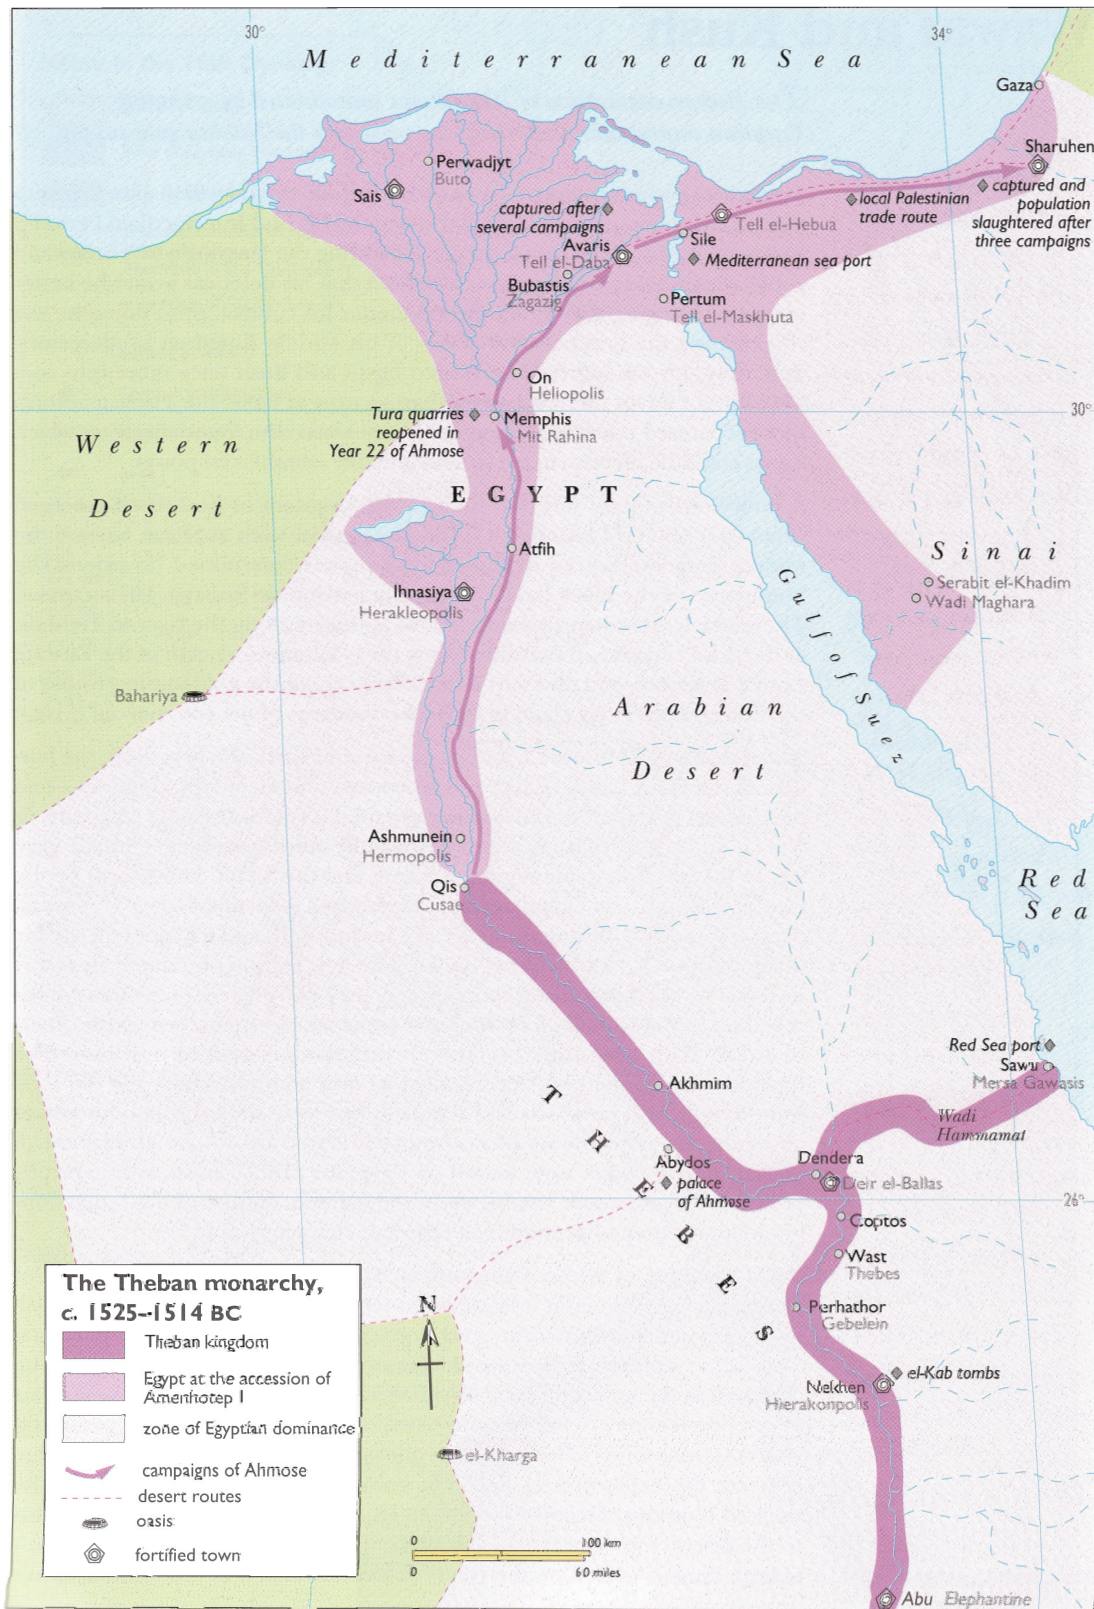 30°
34°
Mediterranean Sea
Gaza
Sharuhen
captured and
population
slaughtered after
three campaigns
local Palestinian
trade route
Perwadjyt
Buto
Sais
captured after
several campaigns
Avaris
Tell el-Daba
Tell el-Hebua
Sile
Mediterranean sea port
Bubastis
Zagazig
Pertum
Tell el-Maskhuta
On
Heliopolis
30°
Tura quarries
reopened in
Year 22 of Ahmose
Memphis
Mit Rahina
Western
Desert
EGYPT
Atfih
Sinai
Serabit el-Khadim
Wadi Maghara
Ihnasiya
Herakleopolis
Gulf of Suez
Bahariya
Arabian
Desert
Ashmunein
Hermopolis
Qis
Cusae
Red
Sea
Red Sea port
Sawu
Mersa Gawasis
Akhmim
Wadi
Hammamat
THEBES
Abydos
palace
of Ahmose
Dendera
Deir el-Ballas
26°
Coptos
Wast
Thebes
Perhathor
Gebelein
el-Kab tombs
Nekhen
Hierakonpolis
el-Kharga
Abu Elephantine
The Theban monarchy,
c. 1525–1514 BC
Theban kingdom
Egypt at the accession of
Amenhotep I
zone of Egyptian dominance
campaigns of Ahmose
desert routes
oasis
fortified town
N
0 100 km
0 60 miles